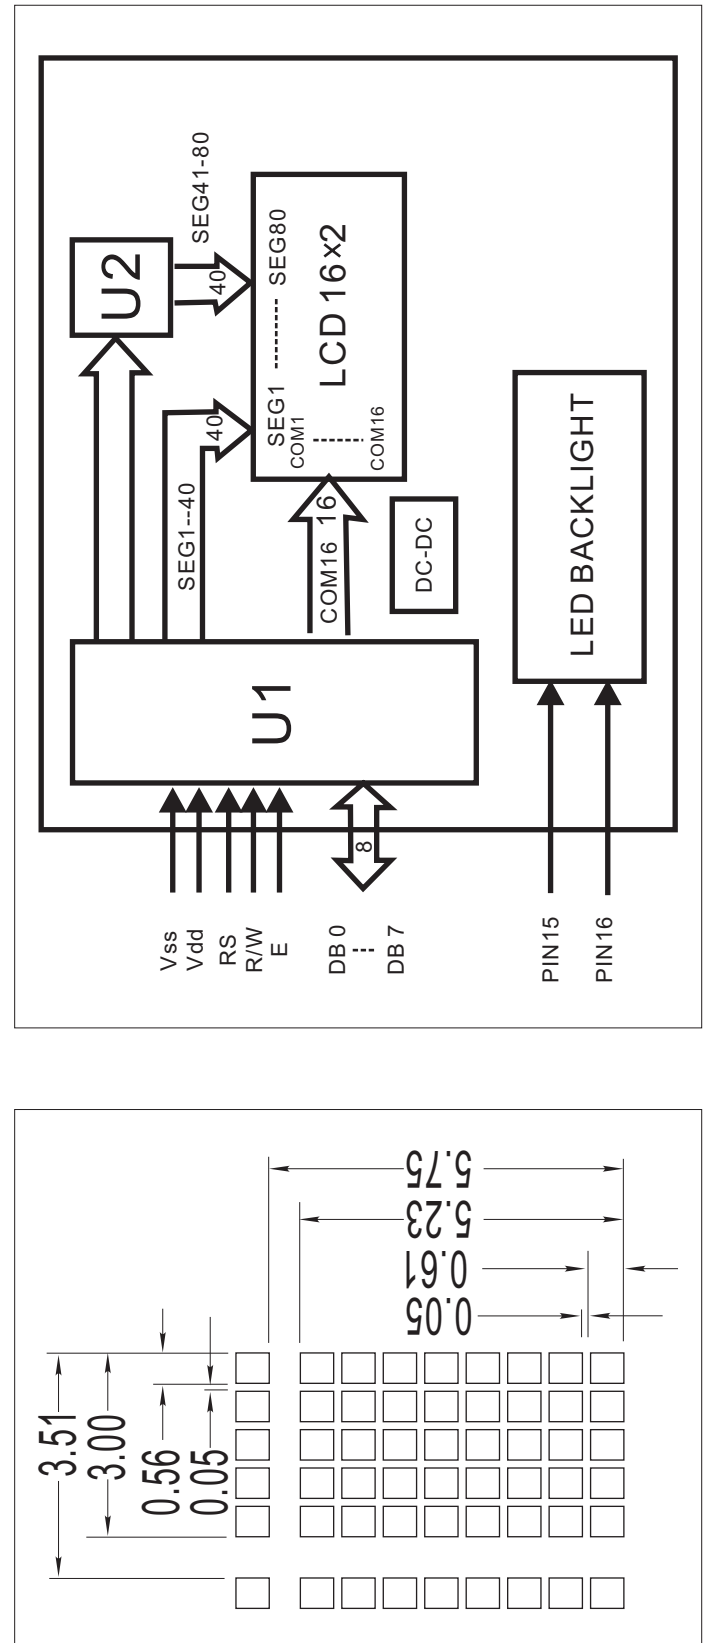 SEG41-80
U2
40
SEG1 SEG80
LCD 16x2
COM1
COM16
40
SEG1--40
COM16 16
DC-DC
LED BACKLIGHT
U1
8
Vss
Vdd
RS
R/W
E
DB 0
DB 7
PIN15
PIN16
5.75
5.23
0.61
0.05
3.51
3.00
0.56
0.05